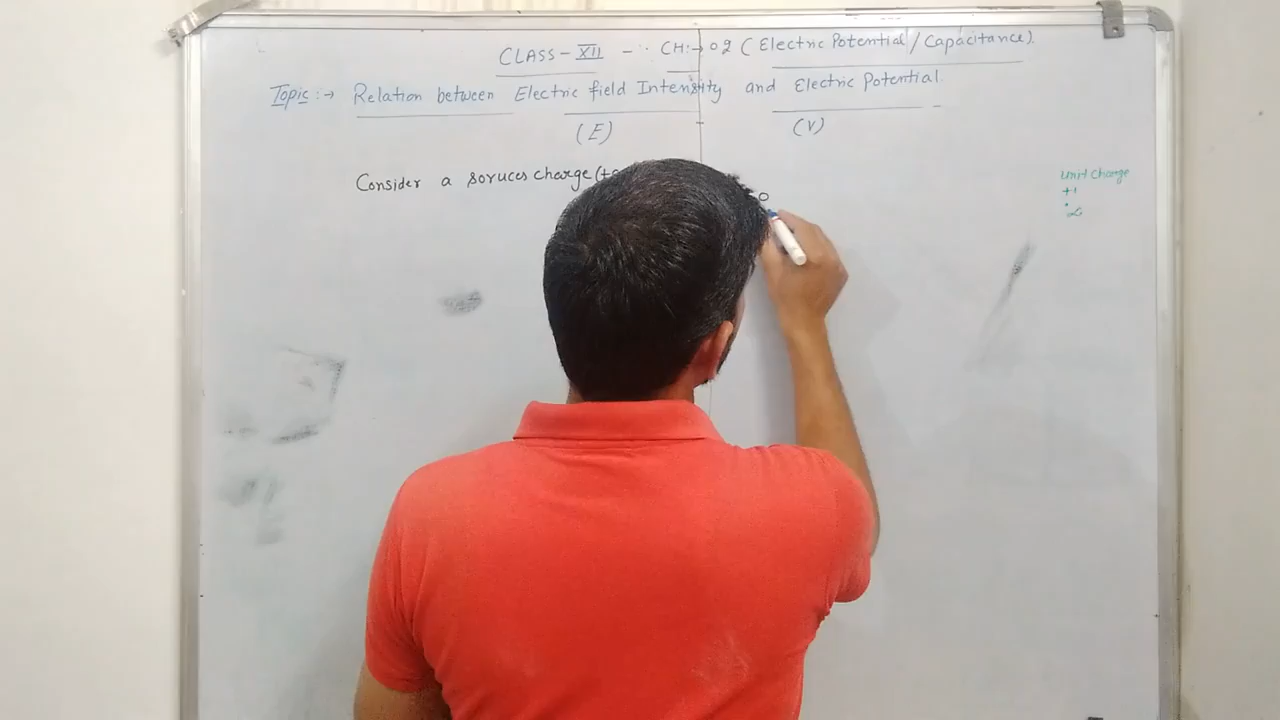 CLASS-XII - : CH:→02 (Electric Potential/Capacitance).
Topic:→ Relation between Electric field Intensity and Electric Potential.
(E) (V)
Consider a soruces charge (+
Unit Charge
+1